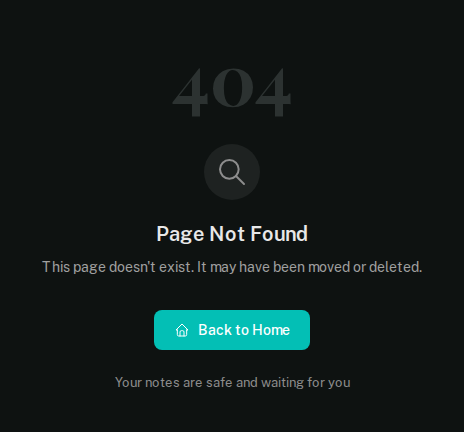 404
Page Not Found
This page doesn't exist. It may have been moved or deleted.
Back to Home
Your notes are safe and waiting for you